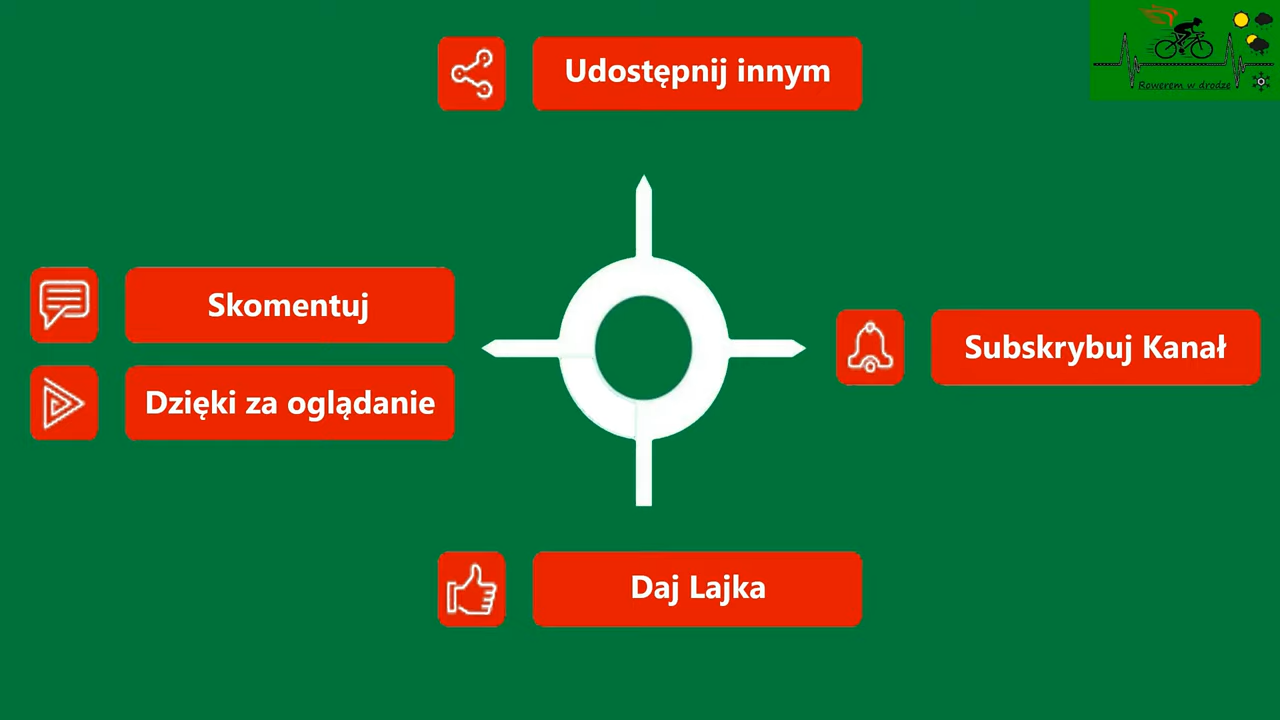 Udostępnij innym
Rowerem w drodze
Skomentuj
Subskrybuj Kanał
Dzięki za oglądanie
Daj Lajka